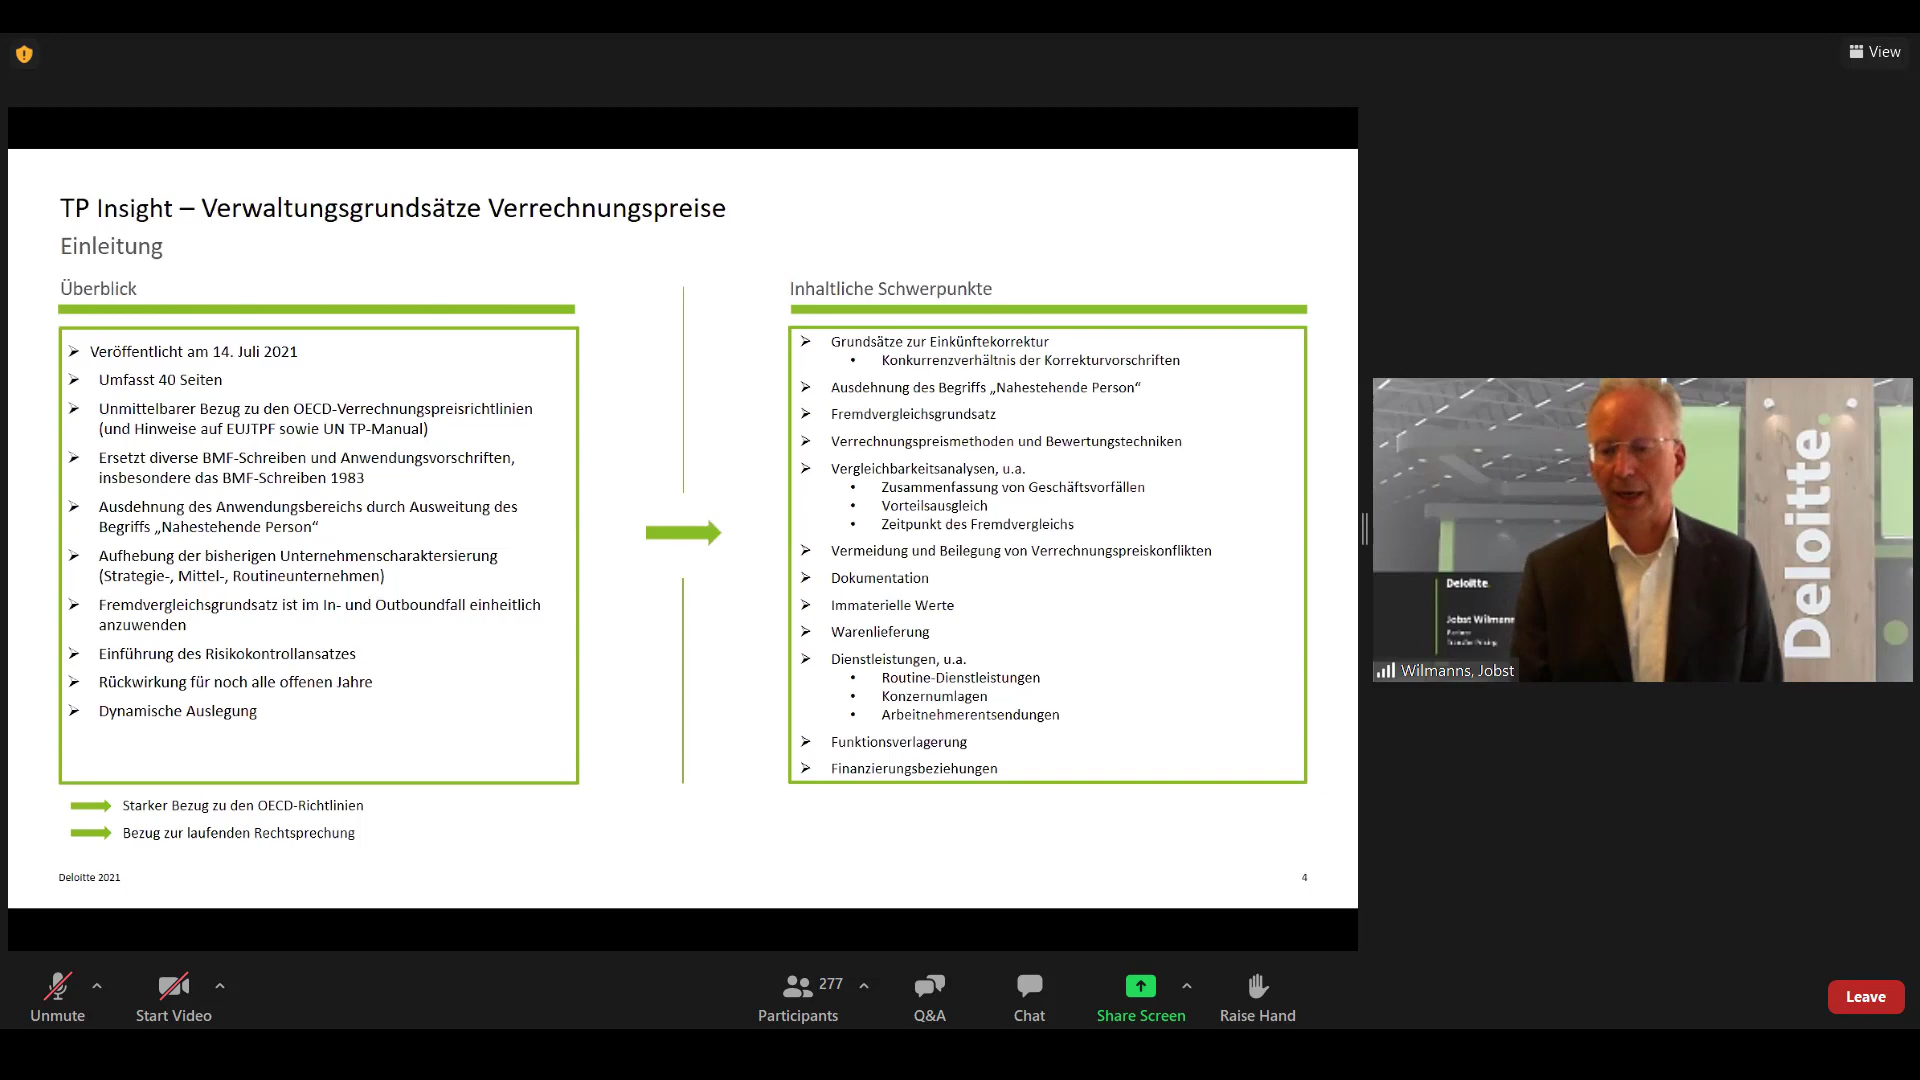 View
TP Insight – Verwaltungsgrundsätze Verrechnungspreise
Einleitung
Überblick
Veröffentlicht am 14. Juli 2021
Umfasst 40 Seiten
Unmittelbarer Bezug zu den OECD-Verrechnungspreisrichtlinien
(und Hinweise auf EUJTPF sowie UN TP-Manual)
Ersetzt diverse BMF-Schreiben und Anwendungsvorschriften,
insbesondere das BMF-Schreiben 1983
Ausdehnung des Anwendungsbereichs durch Ausweitung des
Begriffs „Nahestehende Person“
Aufhebung der bisherigen Unternehmenscharaktersierung
(Strategie-, Mittel-, Routineunternehmen)
Fremdvergleichsgrundsatz ist im In- und Outboundfall einheitlich
anzuwenden
Einführung des Risikokontrollansatzes
Rückwirkung für noch alle offenen Jahre
Dynamische Auslegung
Starker Bezug zu den OECD-Richtlinien
Bezug zur laufenden Rechtsprechung
Inhaltliche Schwerpunkte
Grundsätze zur Einkünftekorrektur
• Konkurrenzverhältnis der Korrekturvorschriften
Ausdehnung des Begriffs „Nahestehende Person“
Fremdvergleichsgrundsatz
Verrechnungspreismethoden und Bewertungstechniken
Vergleichbarkeitsanalysen, u.a.
• Zusammenfassung von Geschäftsvorfällen
• Vorteilsausgleich
• Zeitpunkt des Fremdvergleichs
Vermeidung und Beilegung von Verrechnungspreiskonflikten
Dokumentation
Immaterielle Werte
Warenlieferung
Dienstleistungen, u.a.
• Routine-Dienstleistungen
• Konzernumlagen
• Arbeitnehmerentsendungen
Funktionsverlagerung
Finanzierungsbeziehungen
Deloitte 2021
4
Deloitte.
Deloitte.
Jobst Wilmann
Partner
Transfer Pricing
Wilmanns, Jobst
Unmute
Start Video
277
Participants
Q&A
Chat
Share Screen
Raise Hand
Leave